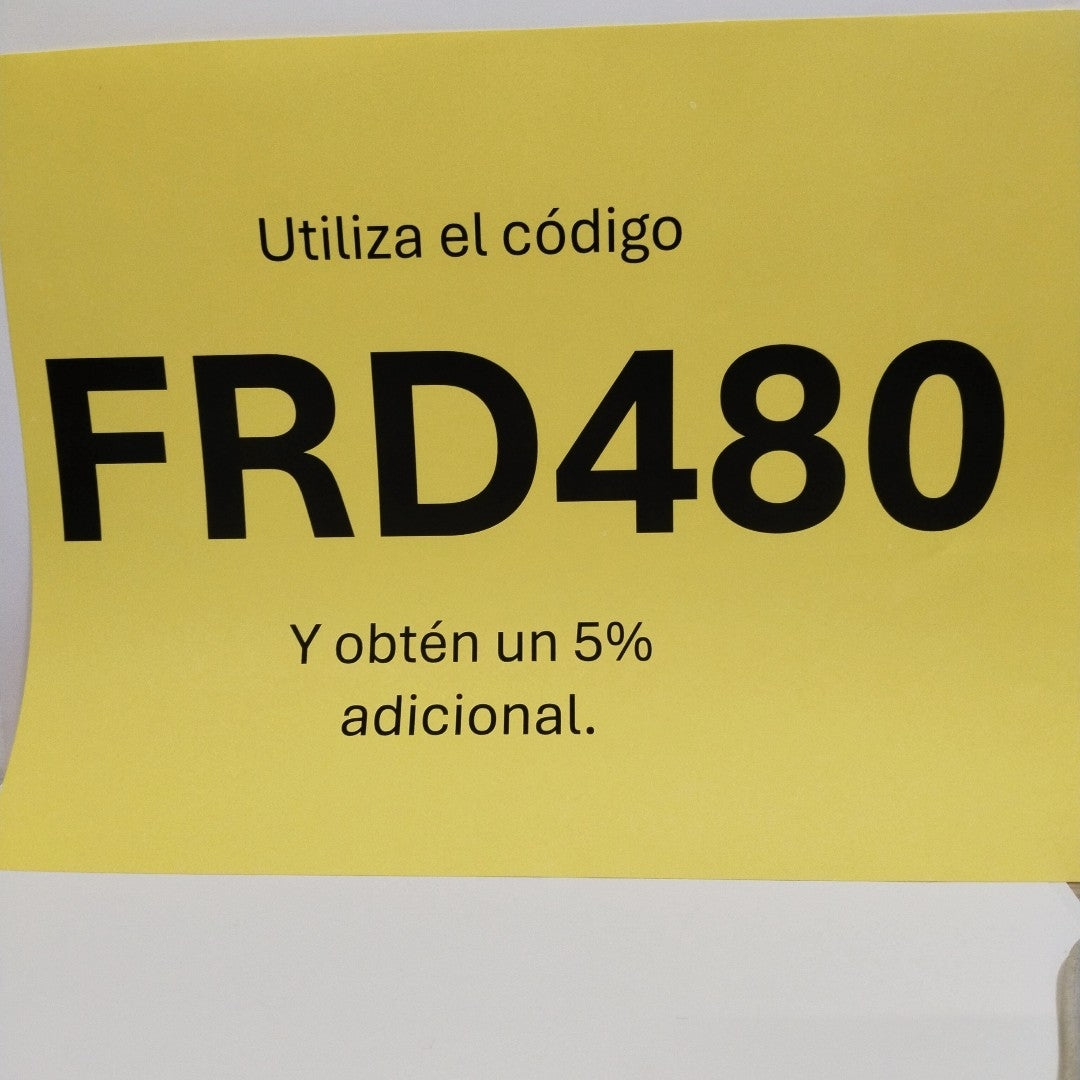 Utiliza el código
FRD480
Y obtén un 5%
adicional.